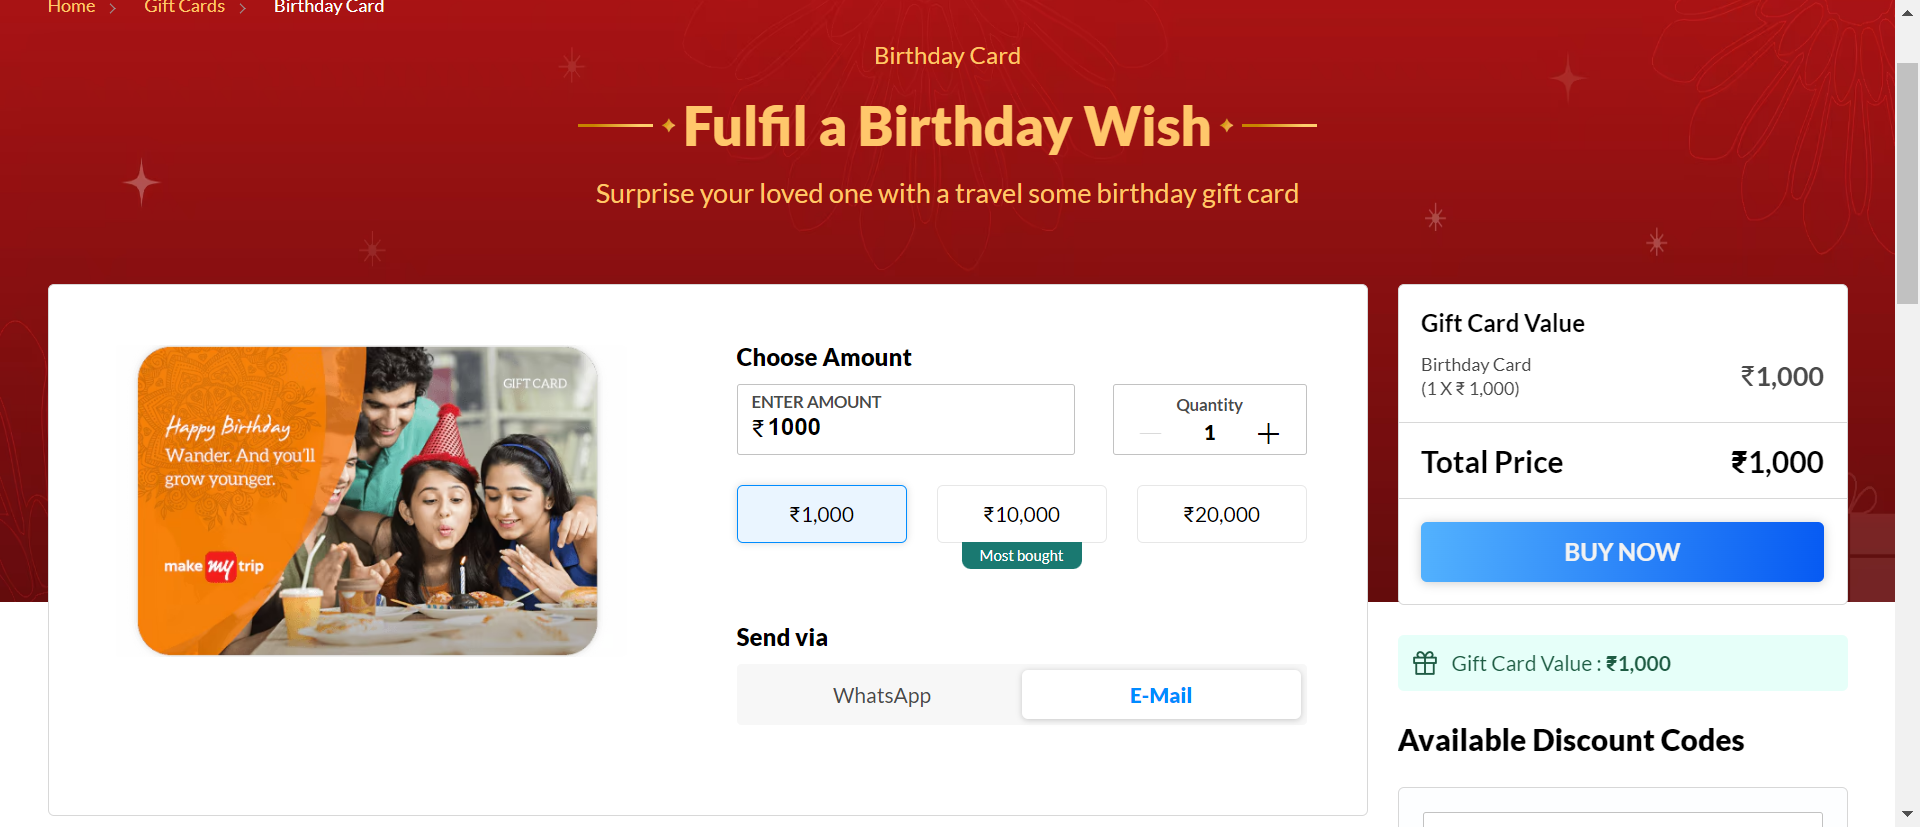 Home > Gift Cards > Birthday Card
Birthday Card
Fulfil a Birthday Wish
Surprise your loved one with a travel some birthday gift card
GIFT CARD
Happy Birthday
Wander. And you'll
grow younger.
make my trip
Choose Amount
ENTER AMOUNT
₹ 1000
Quantity
1
₹1,000
₹10,000
₹20,000
Most bought
Send via
WhatsApp
E-Mail
Gift Card Value
Birthday Card
(1 X ₹ 1,000)
₹1,000
Total Price
₹1,000
BUY NOW
Gift Card Value : ₹1,000
Available Discount Codes